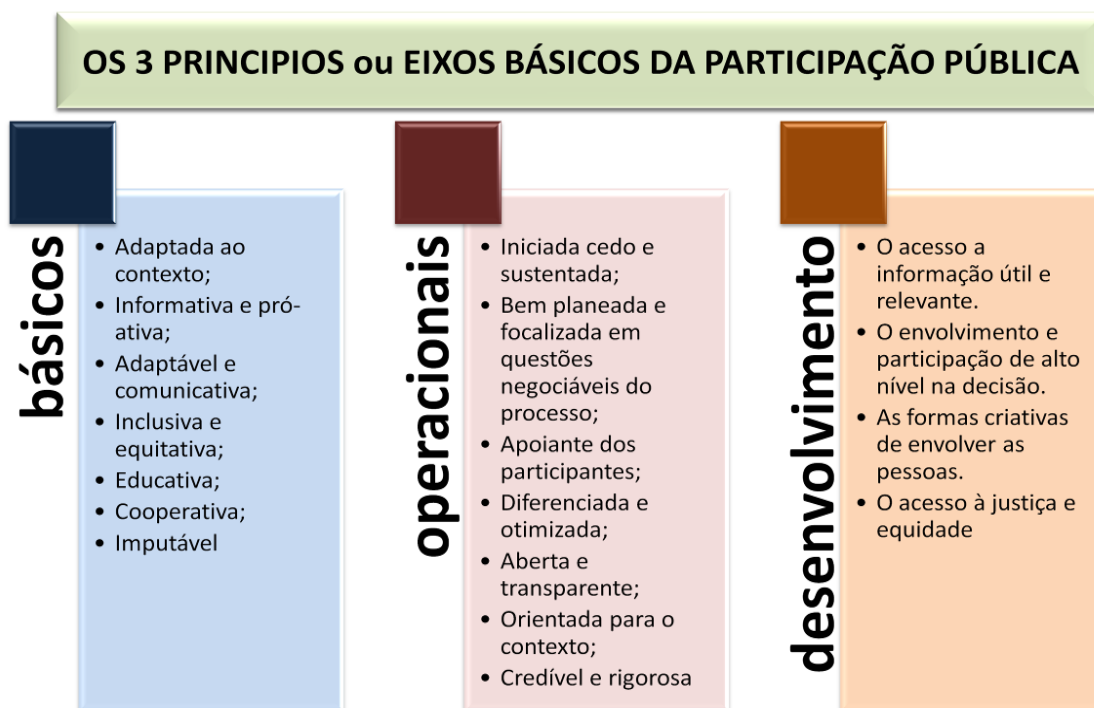 OS 3 PRINCIPIOS ou EIXOS BÁSICOS DA PARTICIPAÇÃO PÚBLICA
básicos
• Adaptada ao
contexto;
• Informativa e pró-
ativa;
• Adaptável e
comunicativa;
• Inclusiva e
equitativa;
• Educativa;
• Cooperativa;
• Imputável
operacionais
• Iniciada cedo e
sustentada;
• Bem planeada e
focalizada em
questões
negociáveis do
processo;
• Apoiante dos
participantes;
• Diferenciada e
otimizada;
• Aberta e
transparente;
• Orientada para o
contexto;
• Credível e rigorosa
desenvolvimento
• O acesso a
informação útil e
relevante.
• O envolvimento e
participação de alto
nível na decisão.
• As formas criativas
de envolver as
pessoas.
• O acesso à justiça e
equidade